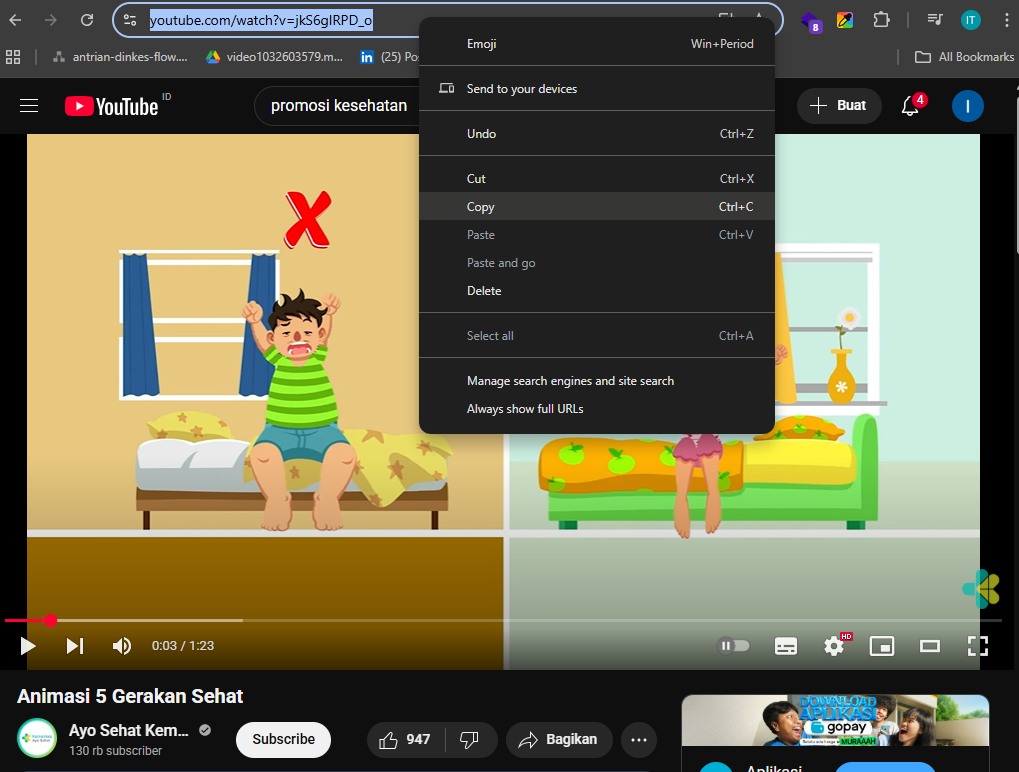 youtube.com/watch?v=jkS6glRPD_o
8
IT
antrian-dinkes-flow....
video1032603579.m...
in (25) Po
All Bookmarks
Emoji Win+Period
Send to your devices
Undo Ctrl+Z
Cut Ctrl+X
Copy Ctrl+C
Paste Ctrl+V
Paste and go
Delete
Select all Ctrl+A
Manage search engines and site search
Always show full URLs
YouTube ID
promosi kesehatan
Buat
4
I
0:03 / 1:23
HD
Animasi 5 Gerakan Sehat
Ayo Sehat Kem...
130 rb subscriber
Subscribe
947
Bagikan
DOWNLOAD
APLIKASI
gopay
Aplikasi